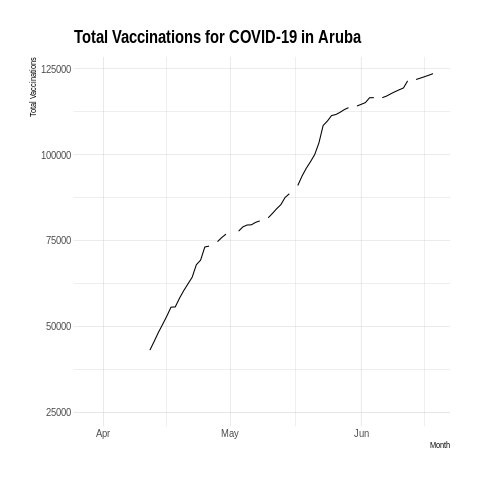 Total Vaccinations for COVID-19 in Aruba
Total Vaccinations
125000
100000
75000
50000
25000
Apr May Jun
Month